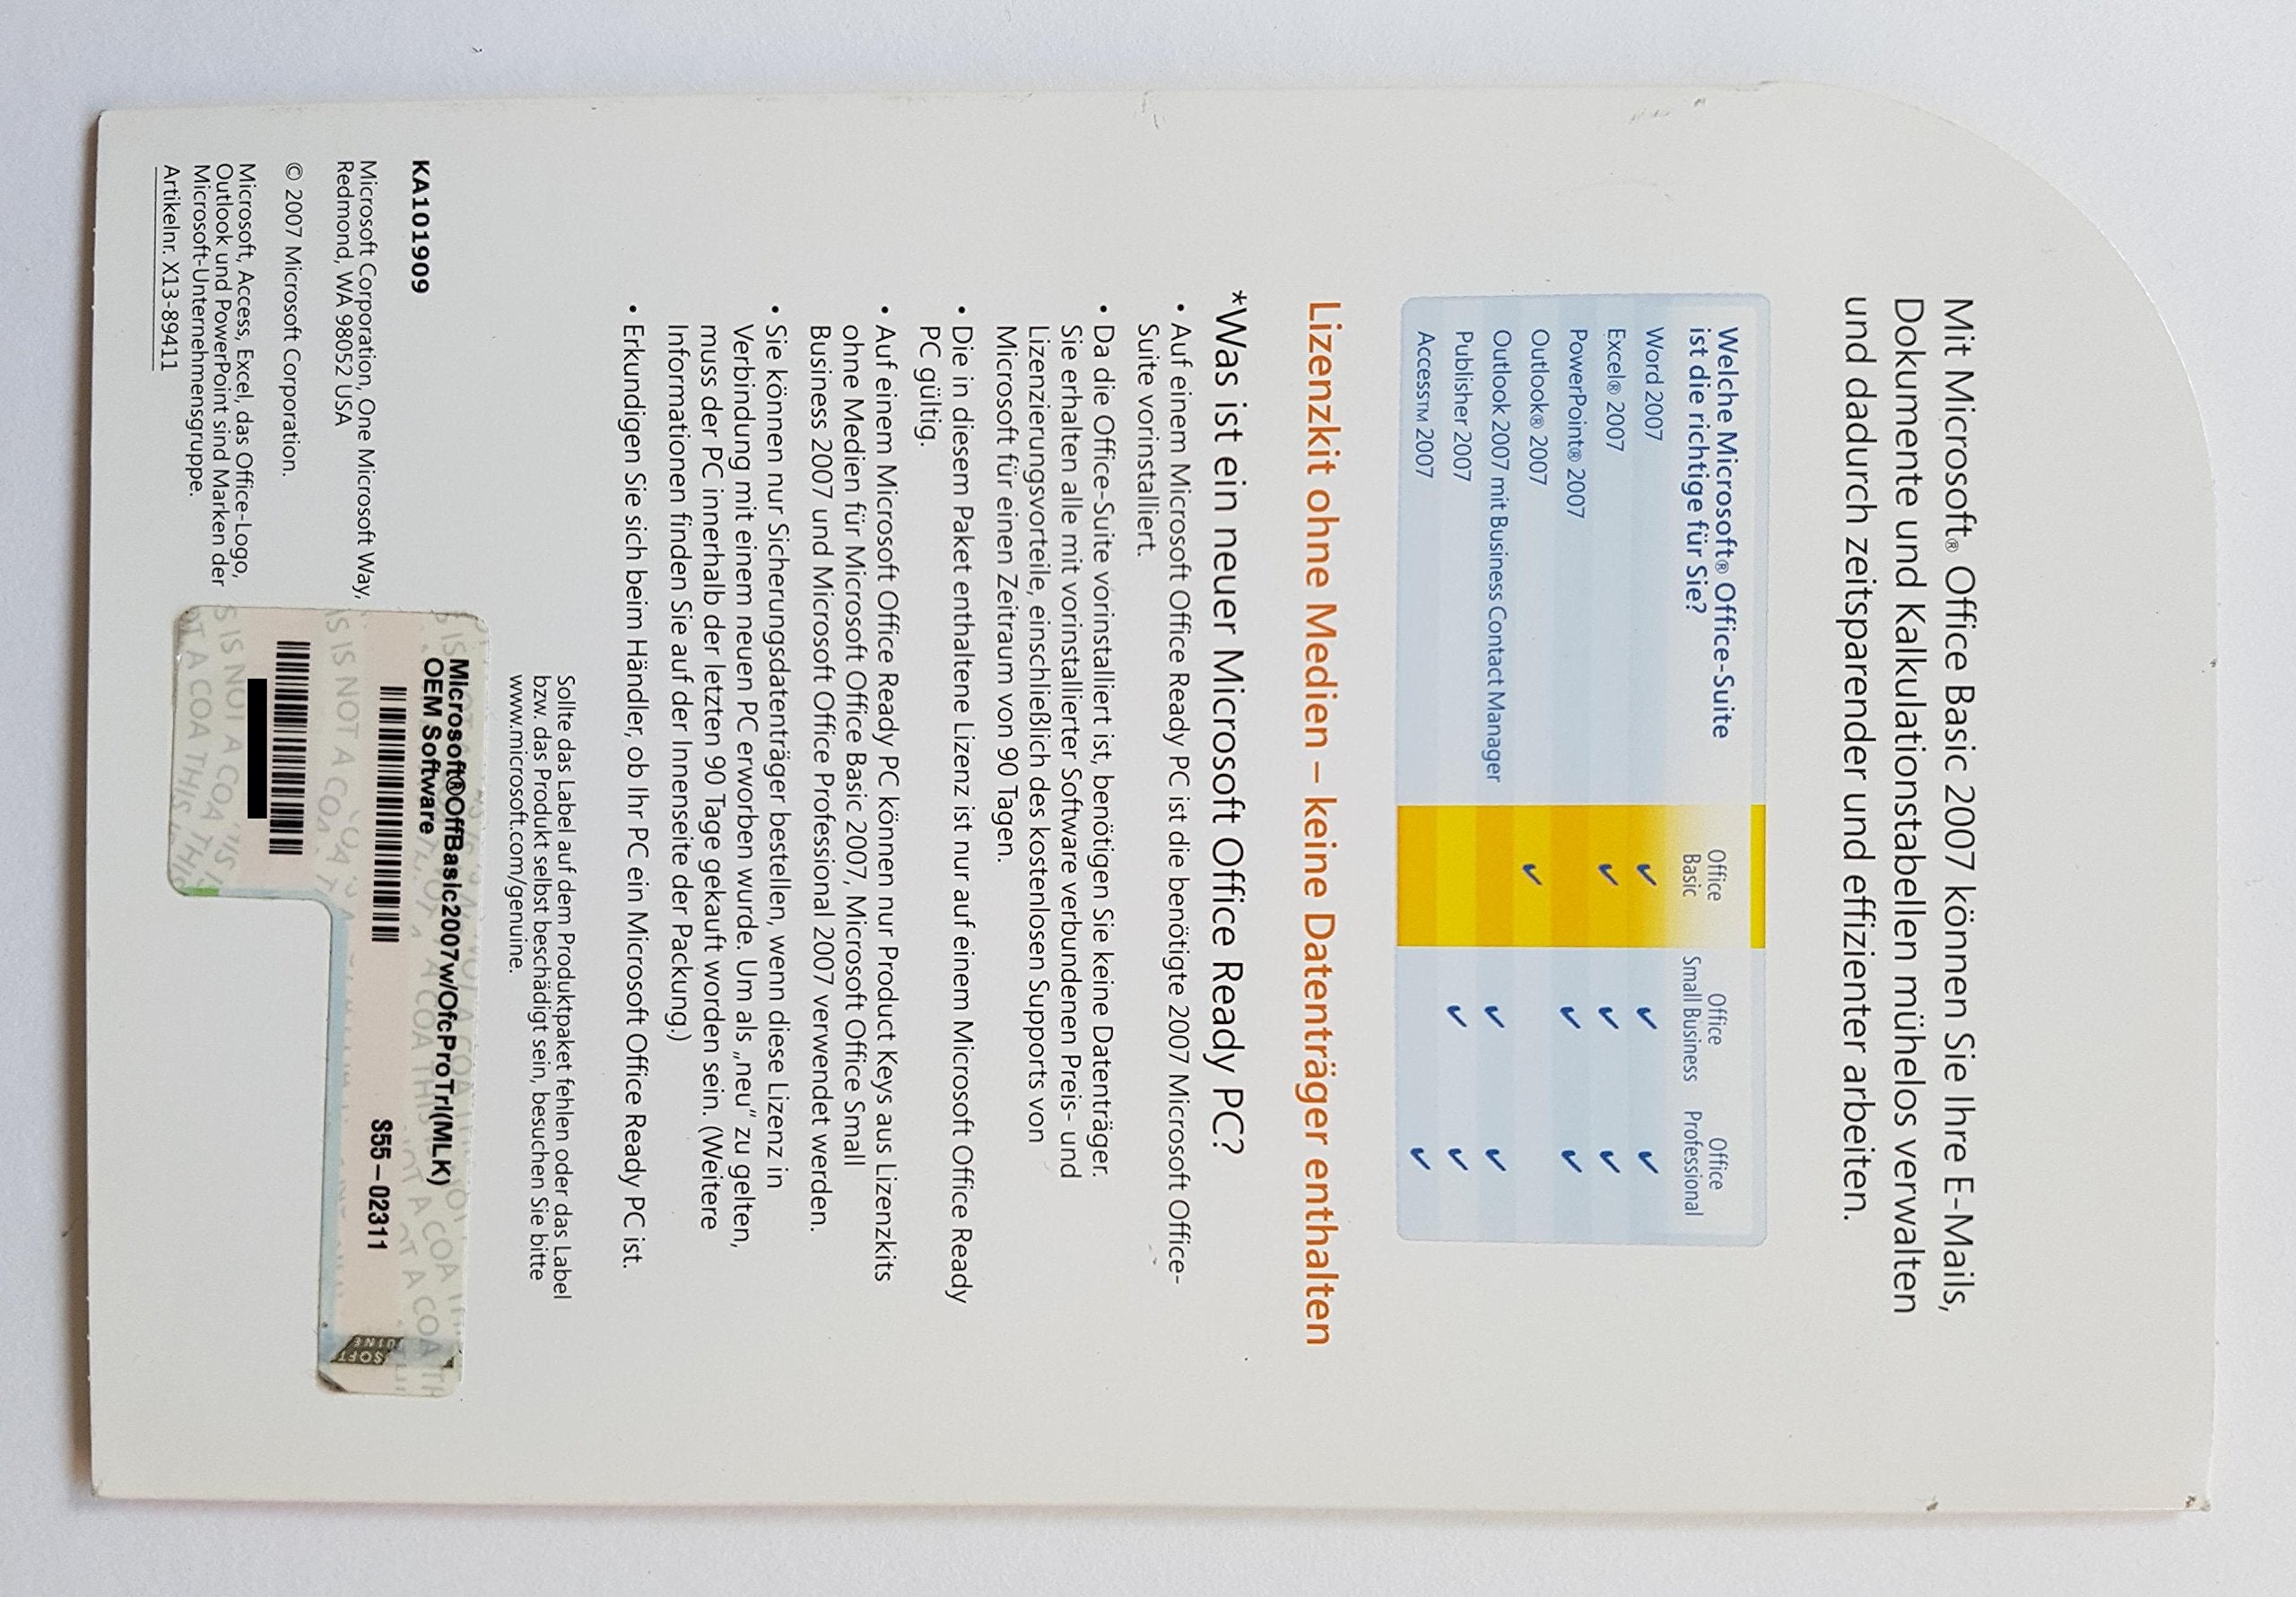 Mit Microsoft® Office Basic 2007 können Sie Ihre E-Mails,
Dokumente und Kalkulationstabellen mühelos verwalten
und dadurch zeitsparender und effizienter arbeiten.
Welche Microsoft® Office-Suite
ist die richtige für Sie?
Office Basic
Office Small Business
Office Professional
Word 2007 ✓ ✓ ✓
Excel® 2007 ✓ ✓ ✓
PowerPoint® 2007 ✓ ✓
Outlook® 2007 ✓
Outlook 2007 mit Business Contact Manager ✓ ✓
Publisher 2007 ✓ ✓
Access™ 2007 ✓
Lizenzkit ohne Medien – keine Datenträger enthalten
*Was ist ein neuer Microsoft Office Ready PC?
• Auf einem Microsoft Office Ready PC ist die benötigte 2007 Microsoft Office-
Suite vorinstalliert.
• Da die Office-Suite vorinstalliert ist, benötigen Sie keine Datenträger.
Sie erhalten alle mit vorinstallierter Software verbundenen Preis- und
Lizenzierungsvorteile, einschließlich des kostenlosen Supports von
Microsoft für einen Zeitraum von 90 Tagen.
• Die in diesem Paket enthaltene Lizenz ist nur auf einem Microsoft Office Ready
PC gültig.
• Auf einem Microsoft Office Ready PC können nur Product Keys aus Lizenzkits
ohne Medien für Microsoft Office Basic 2007, Microsoft Office Small
Business 2007 und Microsoft Office Professional 2007 verwendet werden.
• Sie können nur Sicherungsdatenträger bestellen, wenn diese Lizenz in
Verbindung mit einem neuen PC erworben wurde. Um als „neu" zu gelten,
muss der PC innerhalb der letzten 90 Tage gekauft worden sein. (Weitere
Informationen finden Sie auf der Innenseite der Packung.)
• Erkundigen Sie sich beim Händler, ob Ihr PC ein Microsoft Office Ready PC ist.
Sollte das Label auf dem Produktpaket fehlen oder das Label
bzw. das Produkt selbst beschädigt sein, besuchen Sie bitte
www.microsoft.com/genuine.
KA101909
Microsoft Corporation, One Microsoft Way,
Redmond, WA 98052 USA
© 2007 Microsoft Corporation.
Microsoft, Access, Excel, das Office-Logo,
Outlook und PowerPoint sind Marken der
Microsoft-Unternehmensgruppe.
Artikelnr. X13-89411
Microsoft®OffBasic2007w/OfcProTrl(MLK)
OEM Software
S55-02311
IS NOT A COA
S IS NOT A COA THIS
OT A COA THIS